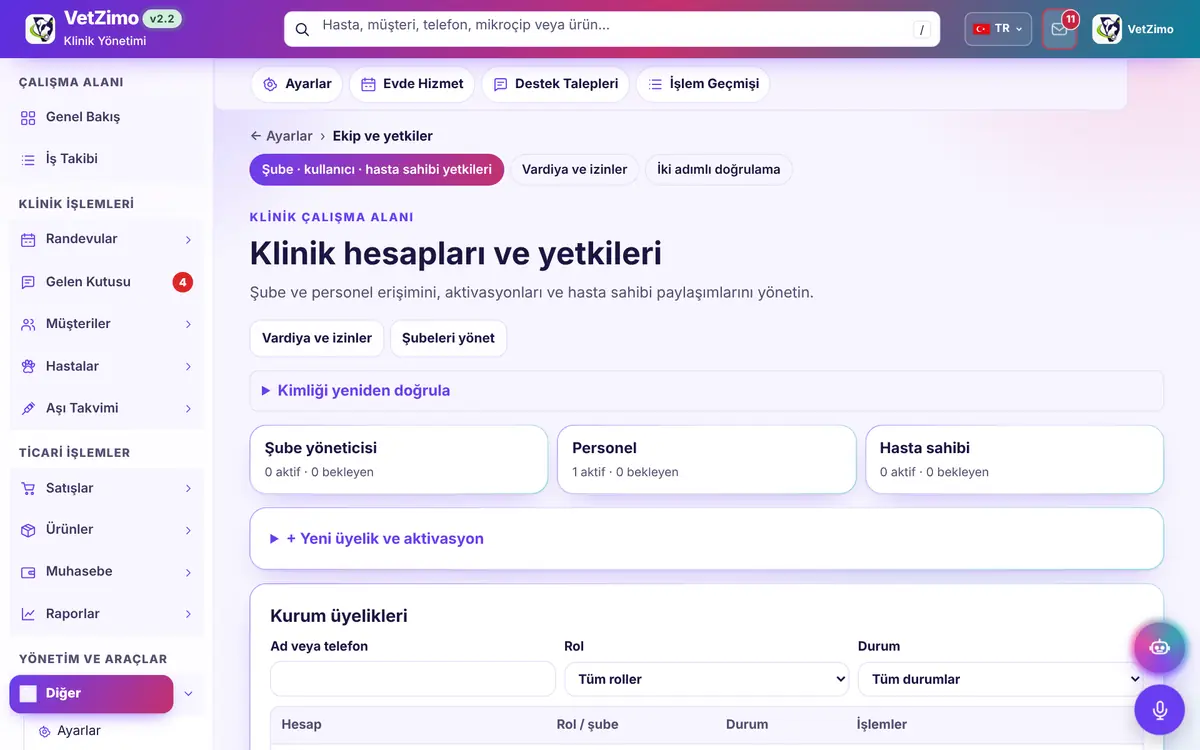 VetZimo v2.2
Klinik Yönetimi
Hasta, müşteri, telefon, mikroçip veya ürün...
/
TR
11
VetZimo
ÇALIŞMA ALANI
Genel Bakış
İş Takibi
KLİNİK İŞLEMLERİ
Randevular
Gelen Kutusu 4
Müşteriler
Hastalar
Aşı Takvimi
TİCARİ İŞLEMLER
Satışlar
Ürünler
Muhasebe
Raporlar
YÖNETİM VE ARAÇLAR
Diğer
Ayarlar
Ayarlar Evde Hizmet Destek Talepleri İşlem Geçmişi
← Ayarlar › Ekip ve yetkiler
Şube · kullanıcı · hasta sahibi yetkileri Vardiya ve izinler İki adımlı doğrulama
KLİNİK ÇALIŞMA ALANI
Klinik hesapları ve yetkileri
Şube ve personel erişimini, aktivasyonları ve hasta sahibi paylaşımlarını yönetin.
Vardiya ve izinler Şubeleri yönet
▶ Kimliği yeniden doğrula
Şube yöneticisi
0 aktif · 0 bekleyen
Personel
1 aktif · 0 bekleyen
Hasta sahibi
0 aktif · 0 bekleyen
▶ + Yeni üyelik ve aktivasyon
Kurum üyelikleri
Ad veya telefon Rol Durum
Tüm roller Tüm durumlar
Hesap Rol / şube Durum İşlemler